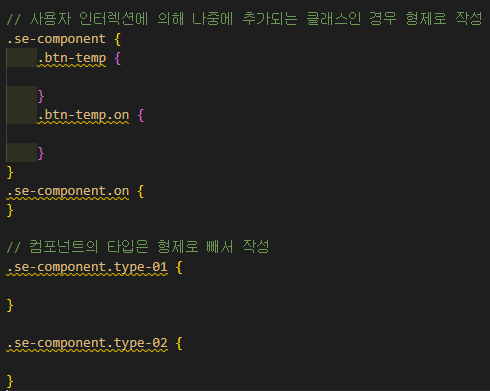 // 사용자 인터렉션에 의해 나중에 추가되는 클래스인 경우 형제로 작성
.se-component {
    .btn-temp {

    }
    .btn-temp.on {

    }
}
.se-component.on {
}

// 컴포넌트의 타입은 형제로 빼서 작성
.se-component.type-01 {

}

.se-component.type-02 {

}